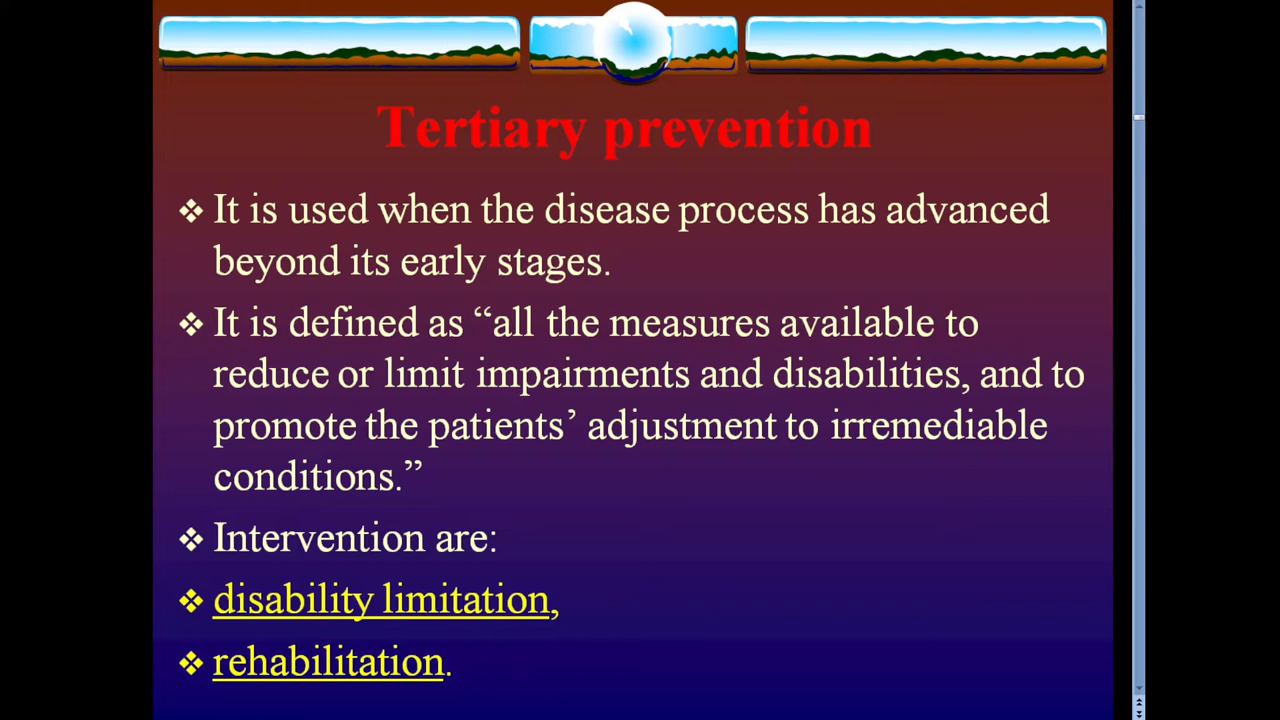 Tertiary prevention
❖ It is used when the disease process has advanced
beyond its early stages.
❖ It is defined as “all the measures available to
reduce or limit impairments and disabilities, and to
promote the patients’ adjustment to irremediable
conditions.”
❖ Intervention are:
❖ disability limitation,
❖ rehabilitation.